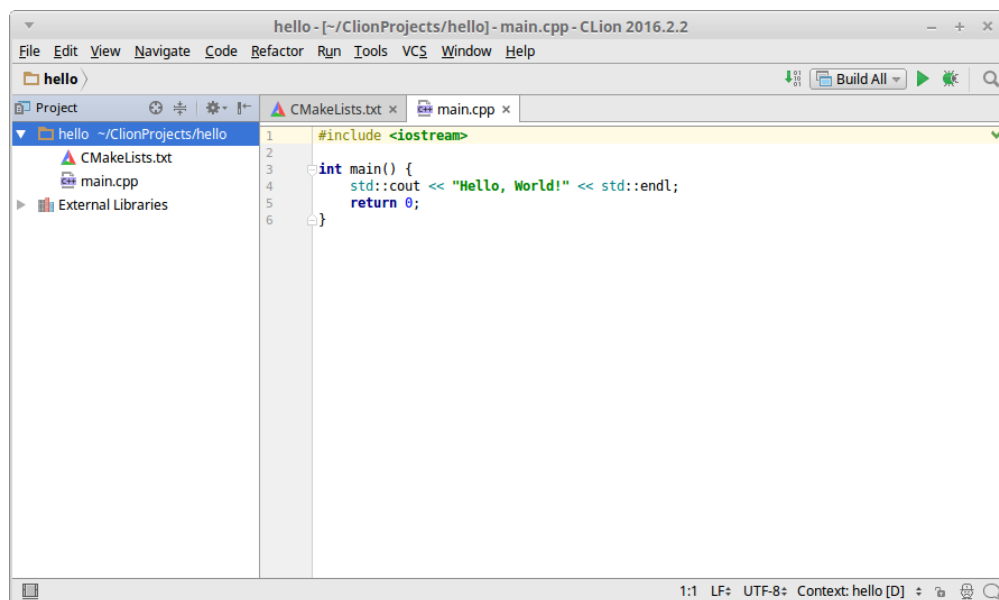 hello - [~/ClionProjects/hello] - main.cpp - CLion 2016.2.2
File Edit View Navigate Code Refactor Run Tools VCS Window Help
hello
Build All
Project
CMakeLists.txt
main.cpp
hello ~/ClionProjects/hello
CMakeLists.txt
main.cpp
External Libraries
1 #include <iostream>
2
3 int main() {
4     std::cout << "Hello, World!" << std::endl;
5     return 0;
6 }
1:1 LF UTF-8 Context: hello [D]